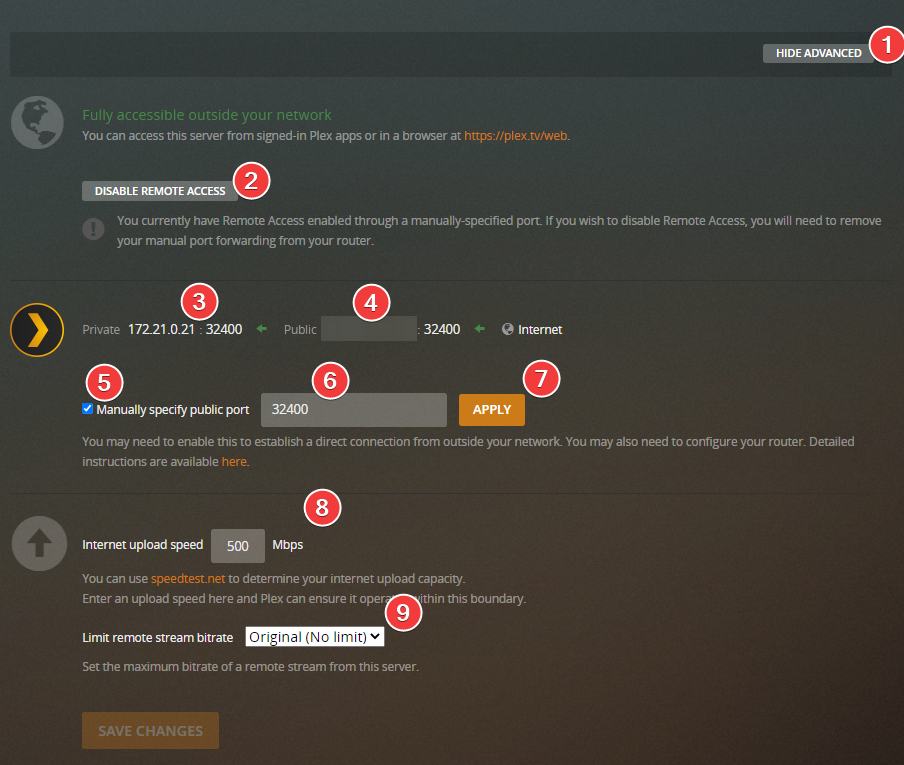 HIDE ADVANCED 1
Fully accessible outside your network
You can access this server from signed-in Plex apps or in a browser at https://plex.tv/web.
DISABLE REMOTE ACCESS 2
You currently have Remote Access enabled through a manually-specified port. If you wish to disable Remote Access, you will need to remove
your manual port forwarding from your router.
3 4
Private 172.21.0.21 : 32400 Public : 32400 Internet
5 6 7
Manually specify public port 32400 APPLY
You may need to enable this to establish a direct connection from outside your network. You may also need to configure your router. Detailed
instructions are available here.
8
Internet upload speed 500 Mbps
You can use speedtest.net to determine your internet upload capacity.
Enter an upload speed here and Plex can ensure it within this boundary.
9
Limit remote stream bitrate Original (No limit)
Set the maximum bitrate of a remote stream from this server.
SAVE CHANGES